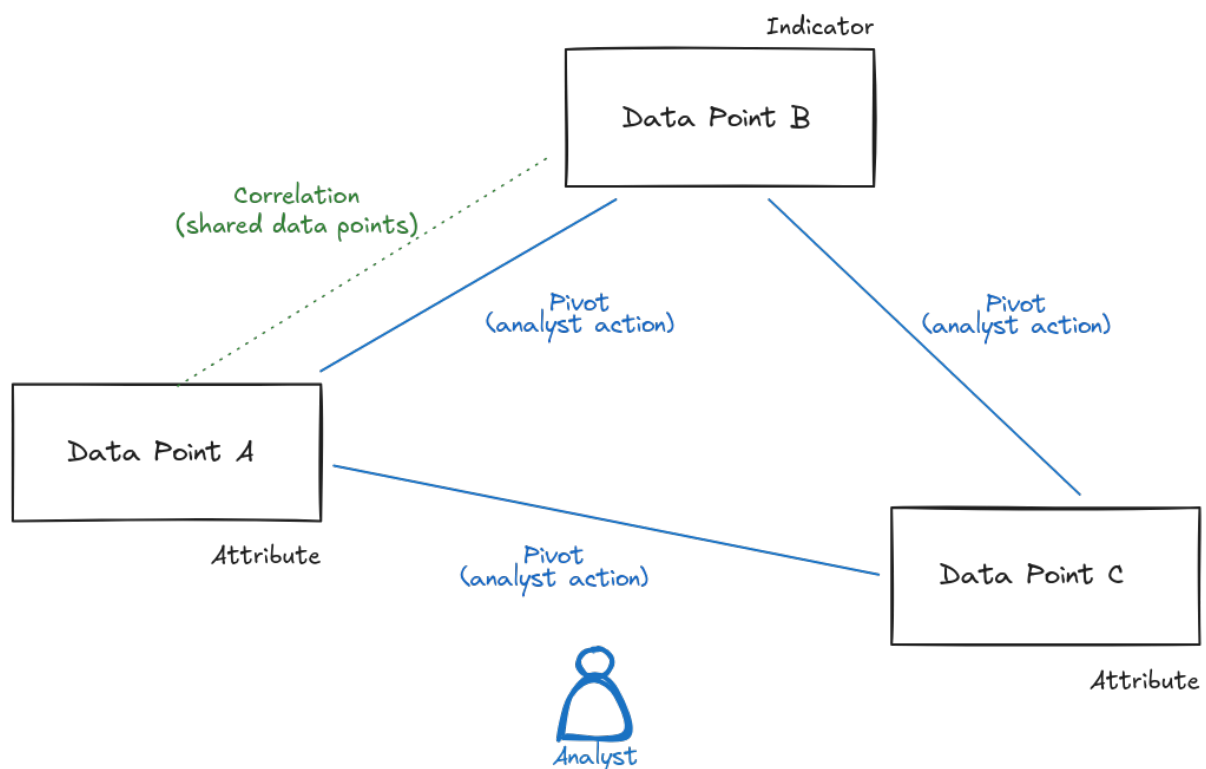 Indicator
Data Point B
Correlation
(shared data points)
Pivot
(analyst action)
Pivot
(analyst action)
Data Point A
Attribute
Pivot
(analyst action)
Data Point C
Attribute
Analyst